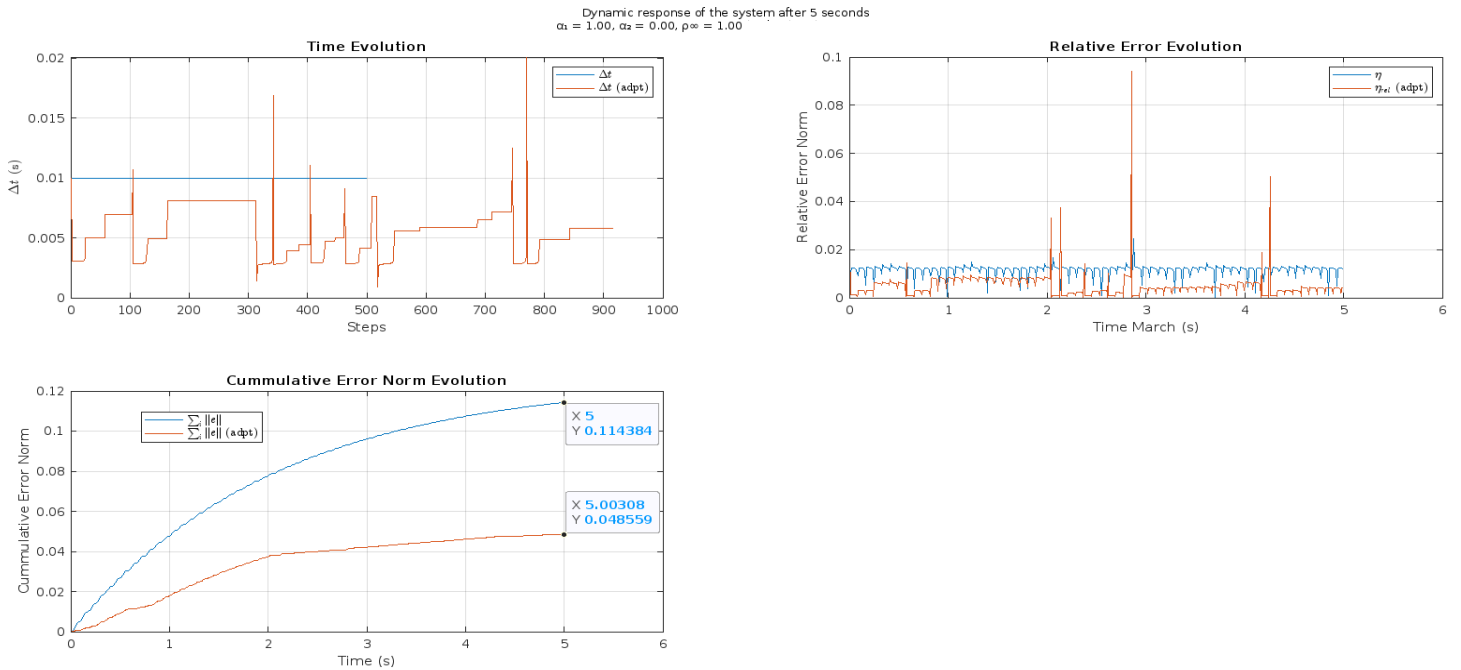 Dynamic response of the system after 5 seconds
α₁ = 1.00, α₂ = 0.00, ρ∞ = 1.00
Time Evolution
0.02
0.015
0.01
0.005
0
Δt (s)
Δt
Δt (adpt)
0 100 200 300 400 500 600 700 800 900 1000
Steps
Relative Error Evolution
0.1
0.08
0.06
0.04
0.02
0
Relative Error Norm
η
ηrel (adpt)
0 1 2 3 4 5 6
Time March (s)
Cummulative Error Norm Evolution
0.12
0.1
0.08
0.06
0.04
0.02
0
Cummulative Error Norm
∑i ||e||
∑i ||e|| (adpt)
X 5
Y 0.114384
X 5.00308
Y 0.048559
0 1 2 3 4 5 6
Time (s)